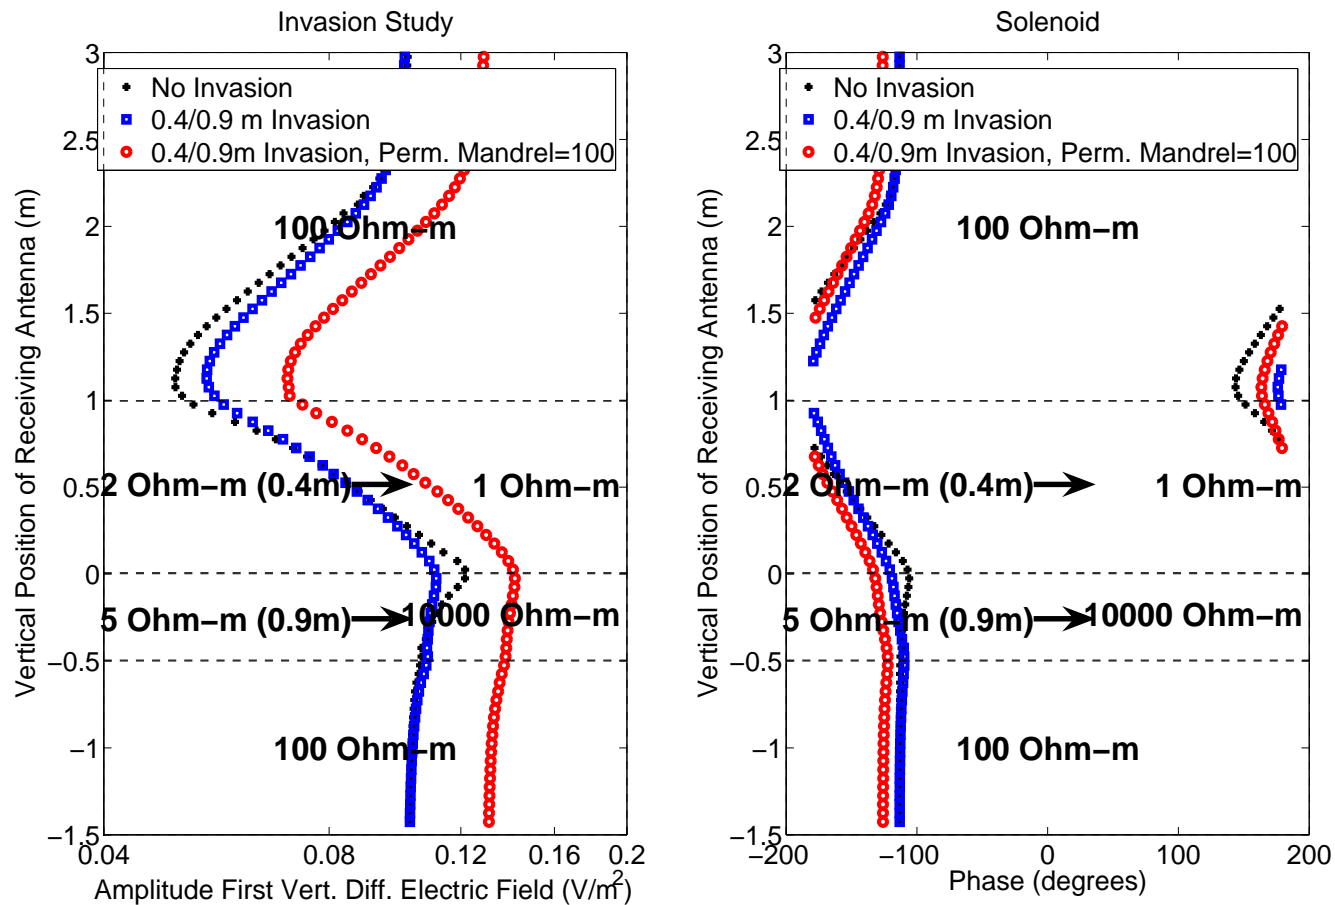 Invasion Study
3
No Invasion
0.4/0.9 m Invasion
0.4/0.9m Invasion, Perm. Mandrel=100
2.5
2
100 Ohm−m
1.5
1
0.5
2 Ohm−m (0.4m)
1 Ohm−m
0
5 Ohm−m (0.9m)
10000 Ohm−m
−0.5
−1
100 Ohm−m
−1.5
0.04
0.08
0.12
0.16
0.2
Vertical Position of Receiving Antenna (m)
Amplitude First Vert. Diff. Electric Field (V/m²)
Solenoid
3
No Invasion
0.4/0.9 m Invasion
0.4/0.9m Invasion, Perm. Mandrel=100
2.5
2
100 Ohm−m
1.5
1
0.5
2 Ohm−m (0.4m)
1 Ohm−m
0
5 Ohm−m (0.9m)
10000 Ohm−m
−0.5
−1
100 Ohm−m
−1.5
−200
−100
0
100
200
Vertical Position of Receiving Antenna (m)
Phase (degrees)